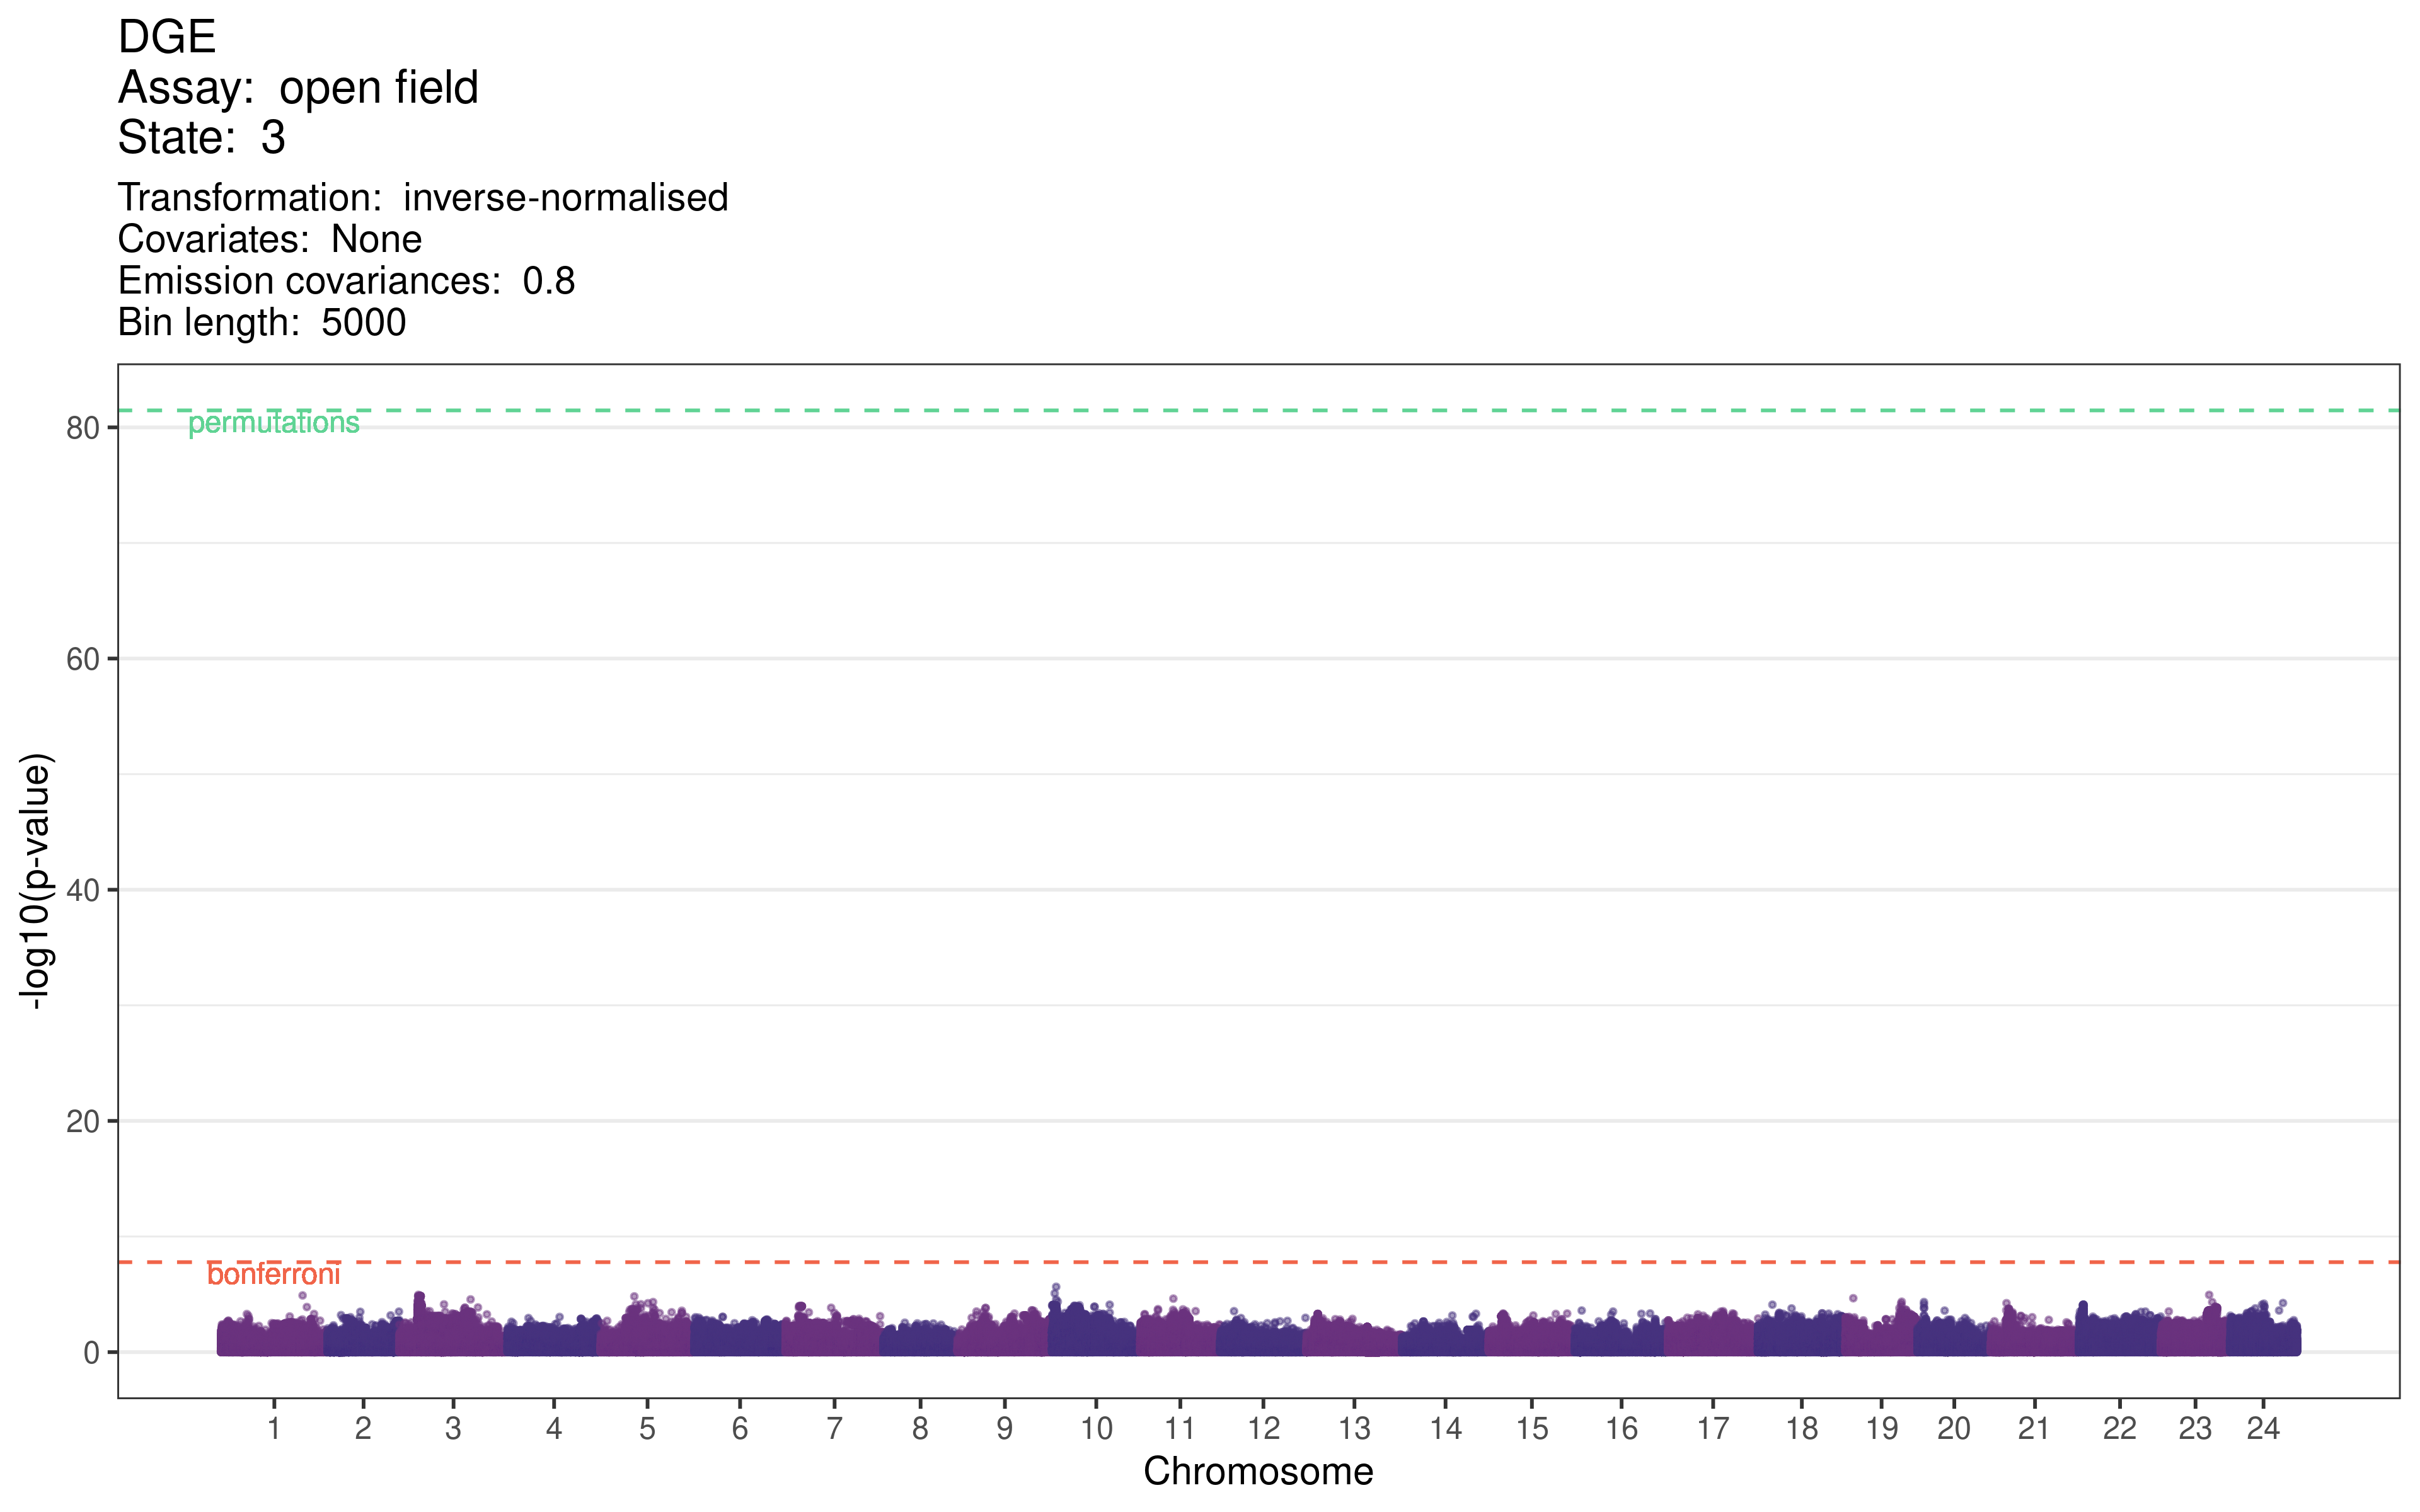 DGE
Assay:  open field
State:  3
Transformation:  inverse-normalised
Covariates:  None
Emission covariances:  0.8
Bin length:  5000
permutations
80
60
40
20
bonferroni
0
-log10(p-value)
1 2 3 4 5 6 7 8 9 10 11 12 13 14 15 16 17 18 19 20 21 22 23 24
Chromosome